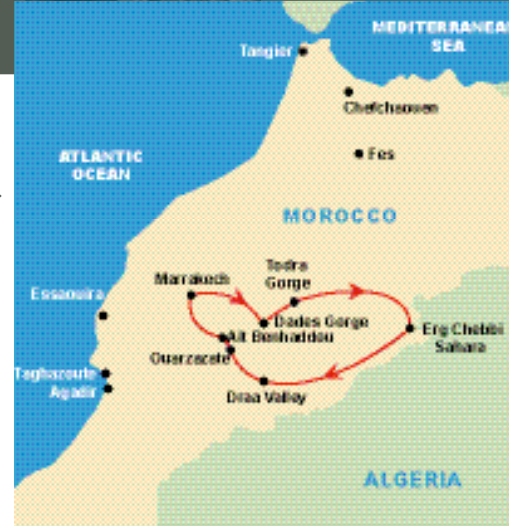 MEDITERRANEAN
SEA
Tangier
Chefchaouen
Fes
ATLANTIC
OCEAN
MOROCCO
Todra
Gorge
Marrakech
Essaouira
Dades Gorge
Ait Benhaddou
Erg Chebbi
Sahara
Ouarzazate
Taghazoute
Agadir
Draa Valley
ALGERIA